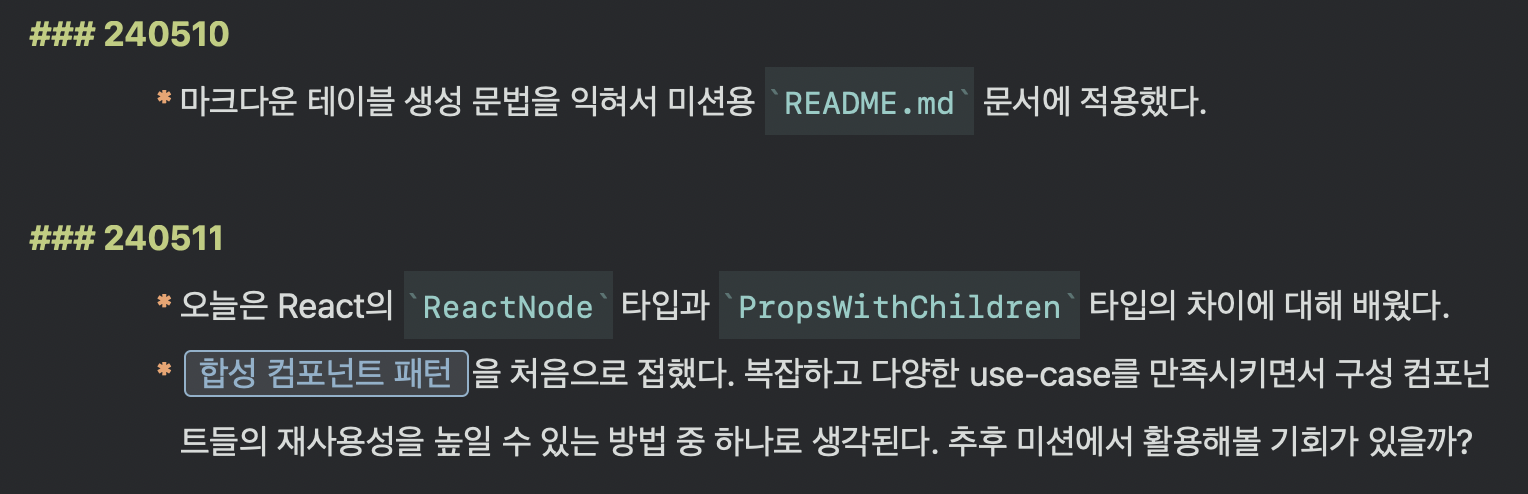 ### 240510
* 마크다운 테이블 생성 문법을 익혀서 미션용 `README.md` 문서에 적용했다.
### 240511
* 오늘은 React의 `ReactNode` 타입과 `PropsWithChildren` 타입의 차이에 대해 배웠다.
* 합성 컴포넌트 패턴을 처음으로 접했다. 복잡하고 다양한 use-case를 만족시키면서 구성 컴포넌
트들의 재사용성을 높일 수 있는 방법 중 하나로 생각된다. 추후 미션에서 활용해볼 기회가 있을까?